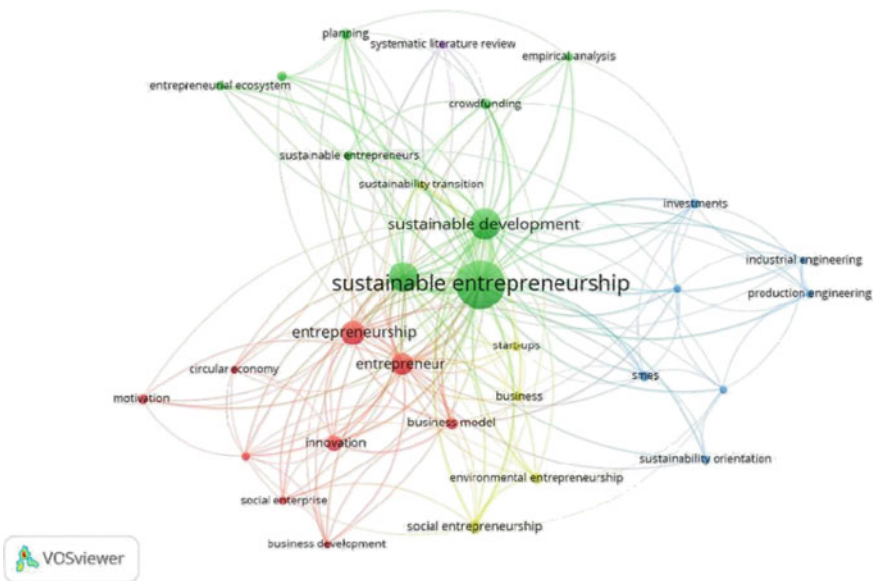 planning
systematic literature review
empirical analysis
entrepreneurial ecosystem
crowdfunding
sustainable entrepreneurs
sustainability transition
investments
sustainable development
industrial engineering
sustainable entrepreneurship
production engineering
entrepreneurship
start-ups
entrepreneur
circular economy
smes
motivation
business
business model
innovation
sustainability orientation
environmental entrepreneurship
social enterprise
social entrepreneurship
business development
VOSviewer